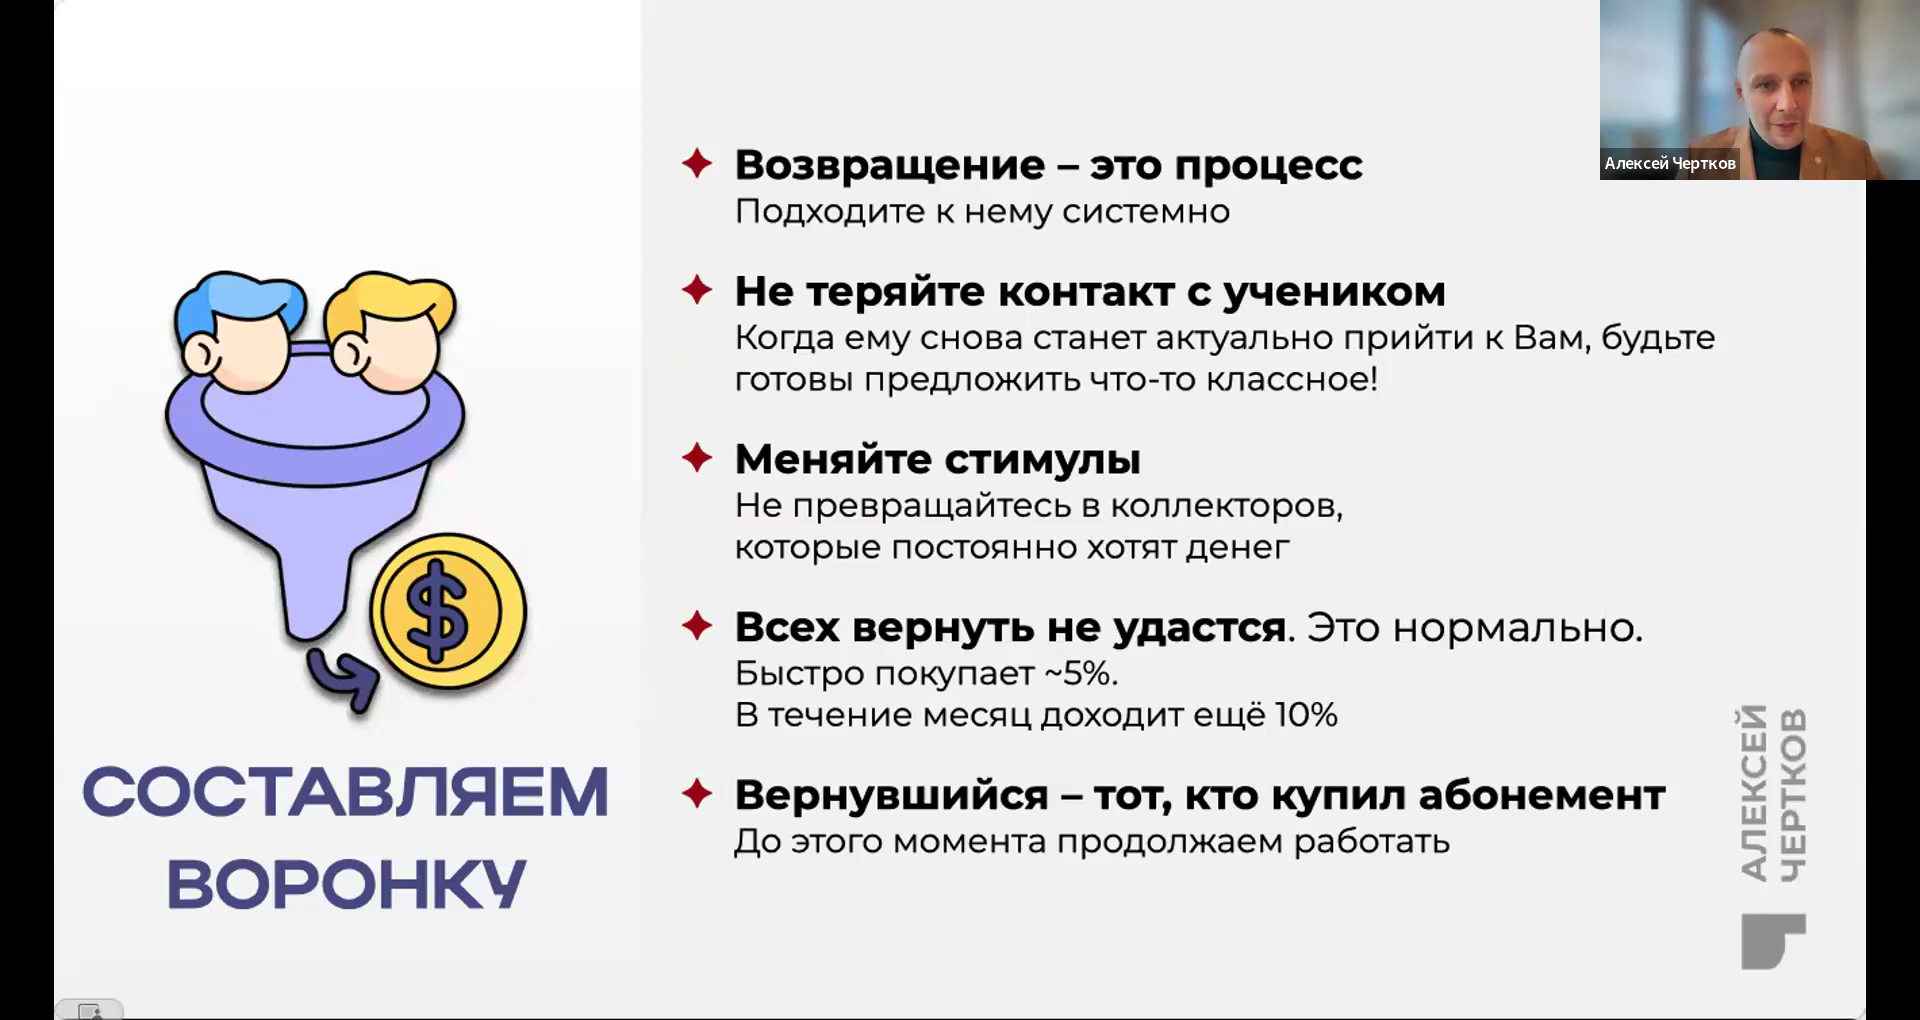 Алексей Чертков
Возвращение – это процесс
Подходите к нему системно
Не теряйте контакт с учеником
Когда ему снова станет актуально прийти к Вам, будьте
готовы предложить что-то классное!
Меняйте стимулы
Не превращайтесь в коллекторов,
которые постоянно хотят денег
Всех вернуть не удастся. Это нормально.
Быстро покупает ~5%.
В течение месяц доходит ещё 10%
Вернувшийся – тот, кто купил абонемент
До этого момента продолжаем работать
$
СОСТАВЛЯЕМ
ВОРОНКУ
АЛЕКСЕЙ
ЧЕРТКОВ